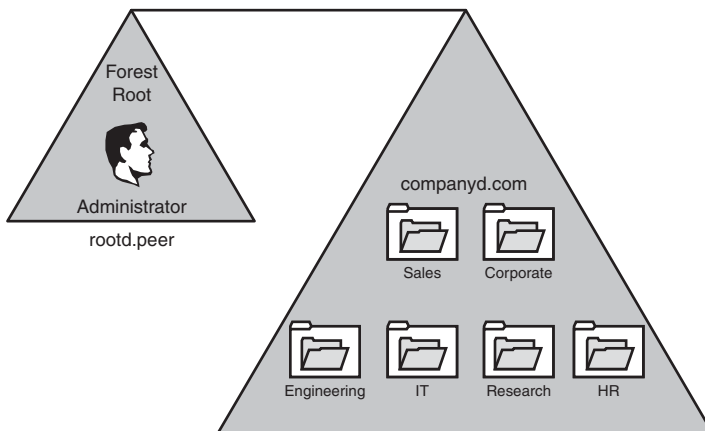 Forest
Root
Administrator
rootd.peer
companyd.com
Sales
Corporate
Engineering
IT
Research
HR